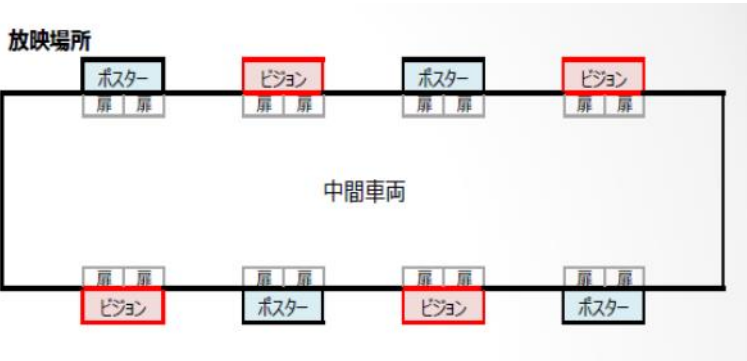 放映場所
ポスター ビジョン ポスター ビジョン
扉 扉 扉 扉 扉 扉 扉 扉
中間車両
扉 扉 扉 扉 扉 扉 扉 扉
ビジョン ポスター ビジョン ポスター